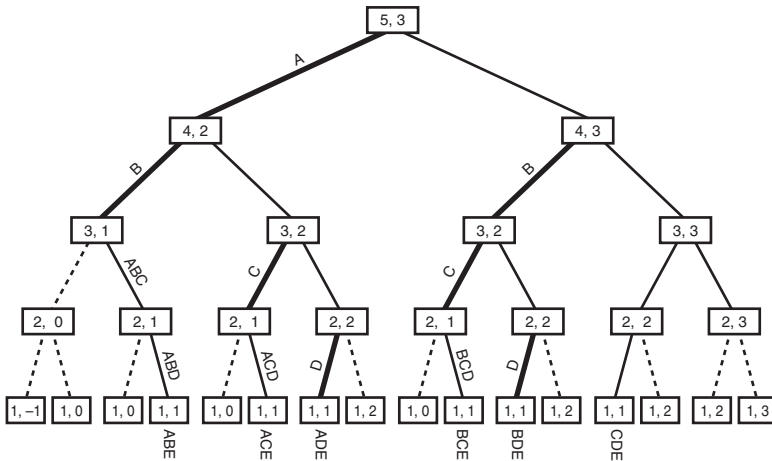 5, 3
A
4, 2
4, 3
B
B
3, 1
3, 2
3, 2
3, 3
ABC
C
C
2, 0
2, 1
2, 1
2, 2
2, 1
2, 2
2, 2
2, 3
ABD
ACD
D
BCD
D
1, –1
1, 0
1, 0
1, 1
1, 0
1, 1
1, 1
1, 2
1, 0
1, 1
1, 1
1, 2
1, 1
1, 2
1, 2
1, 3
ABE
ACE
ADE
BCE
BDE
CDE